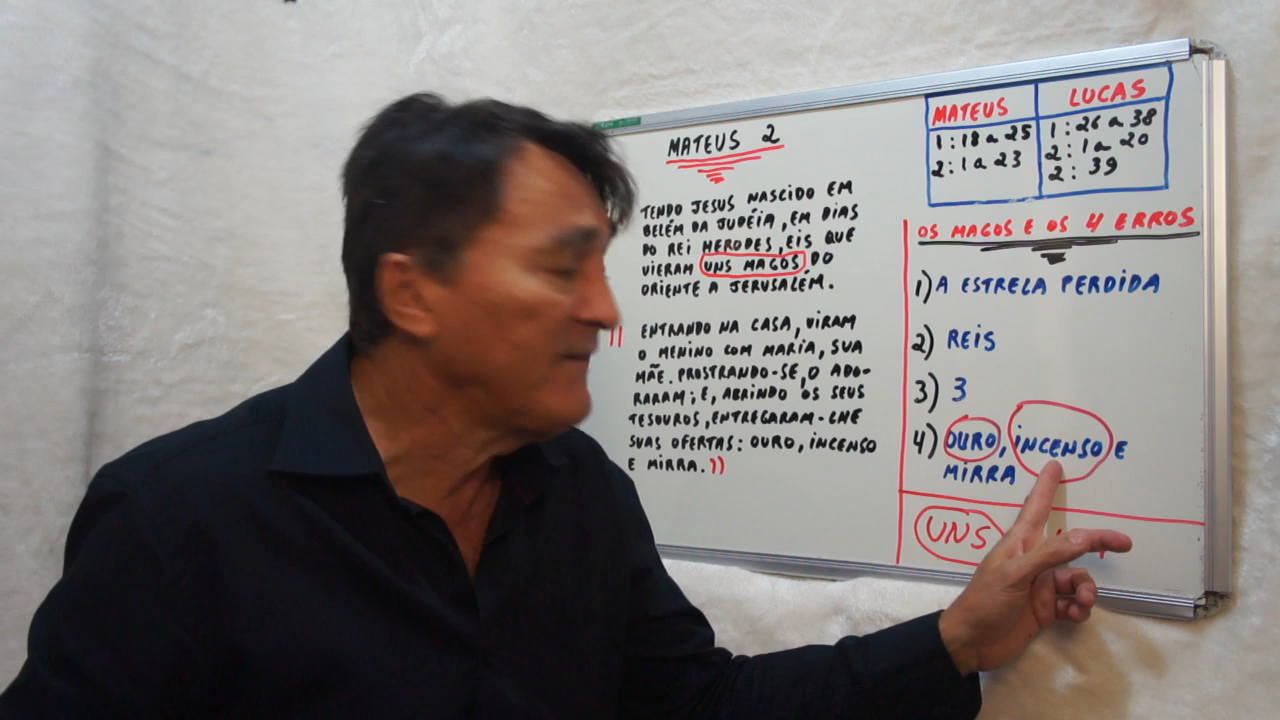 MATEUS 2
TENDO JESUS NASCIDO EM
BELÉM DA JUDÉIA, EM DIAS
DO REI HERODES, EIS QUE
VIERAM UNS MAGOS DO
ORIENTE A JERUSALÉM.
" ENTRANDO NA CASA, VIRAM
O MENINO COM MARIA, SUA
MÃE. PROSTRANDO-SE, O ADO-
RARAM; E, ABRINDO OS SEUS
TESOUROS, ENTREGARAM-LHE
SUAS OFERTAS: OURO, INCENSO
E MIRRA."
MATEUS LUCAS
1:18 a 25 1:26 a 38
2:1 a 23 2:1 a 20
2:39
OS MAGOS E OS 4 ERROS
1) A ESTRELA PERDIDA
2) REIS
3) 3
4) OURO, INCENSO E
MIRRA
UNS